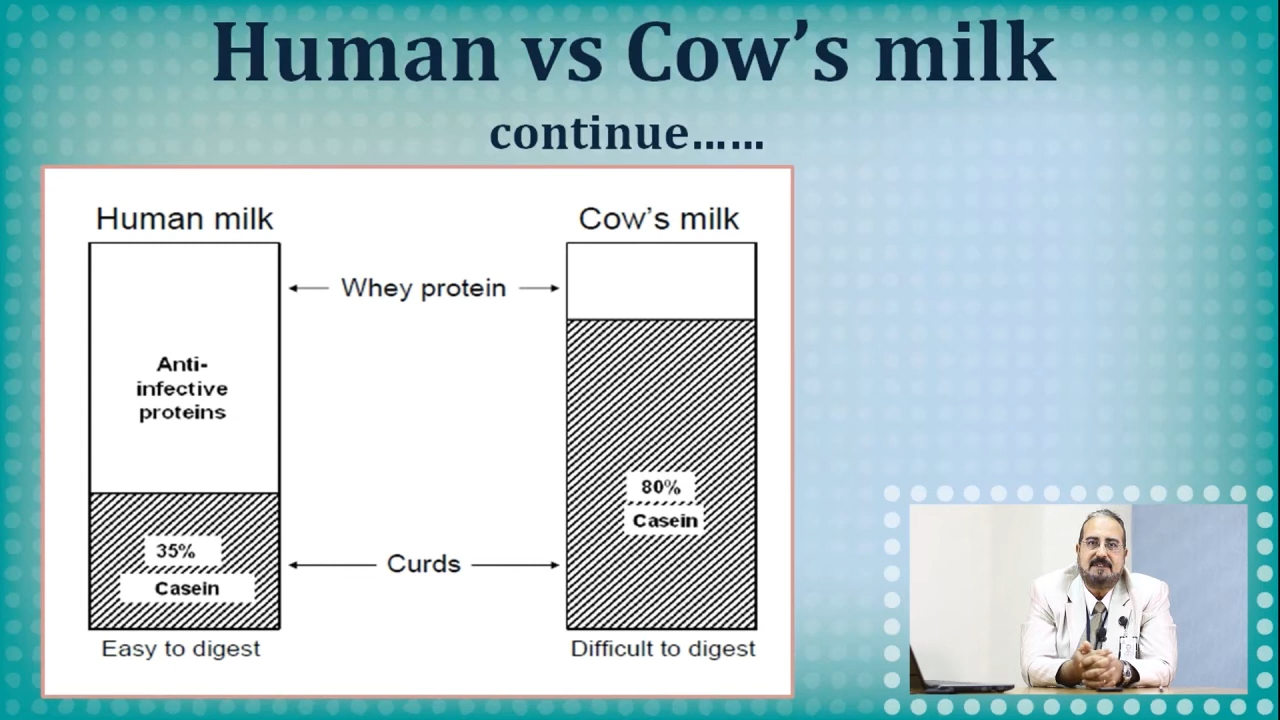 Human vs Cow’s milk
continue......
Human milk
Cow’s milk
Whey protein
Anti-
infective
proteins
80%
Casein
35%
Casein
Curds
Easy to digest
Difficult to digest